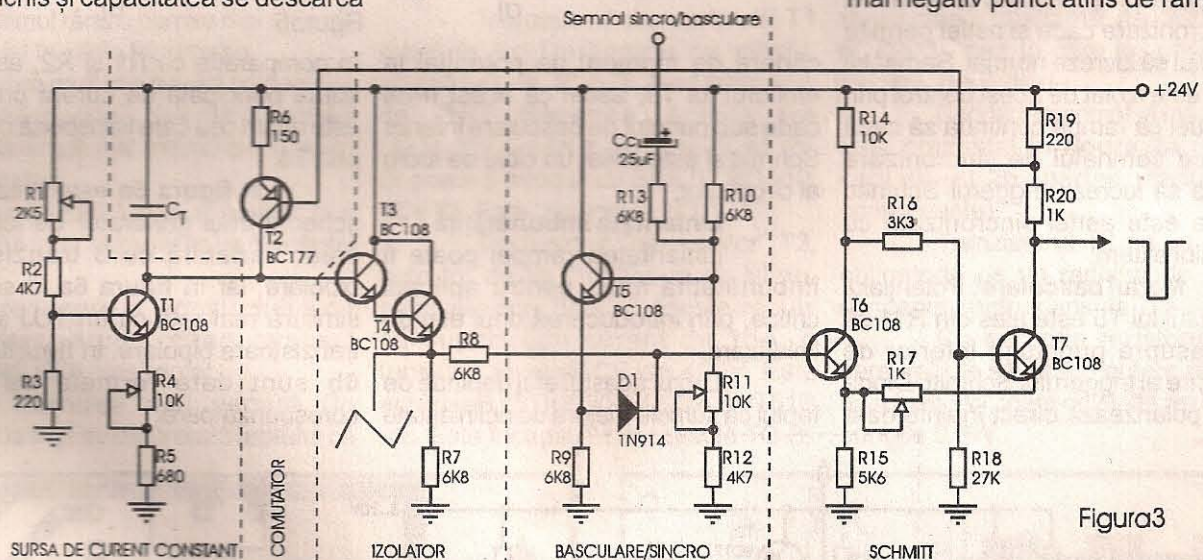 chis și capacitatea se descarcă
mai negativ punct atins de ram
Semnal sincro/basculare
+24V
R6
150
R1
2K5
CT
T2
BC177
T3
BC108
R2
4K7
T1
BC108
T4
BC108
R8
6K8
R3
220
R4
10K
R5
680
R7
6K8
Cc
25uF
R13
6K8
R10
6K8
T5
BC108
D1
1N914
R9
6K8
R11
10K
R12
4K7
R14
10K
R16
3K3
R19
220
R20
1K
T6
BC108
R17
1K
T7
BC108
R15
5K6
R18
27K
Figura3
SURSA DE CURENT CONSTANT
COMUTATOR
IZOLATOR
BASCULARE/SINCRO
SCHMITT